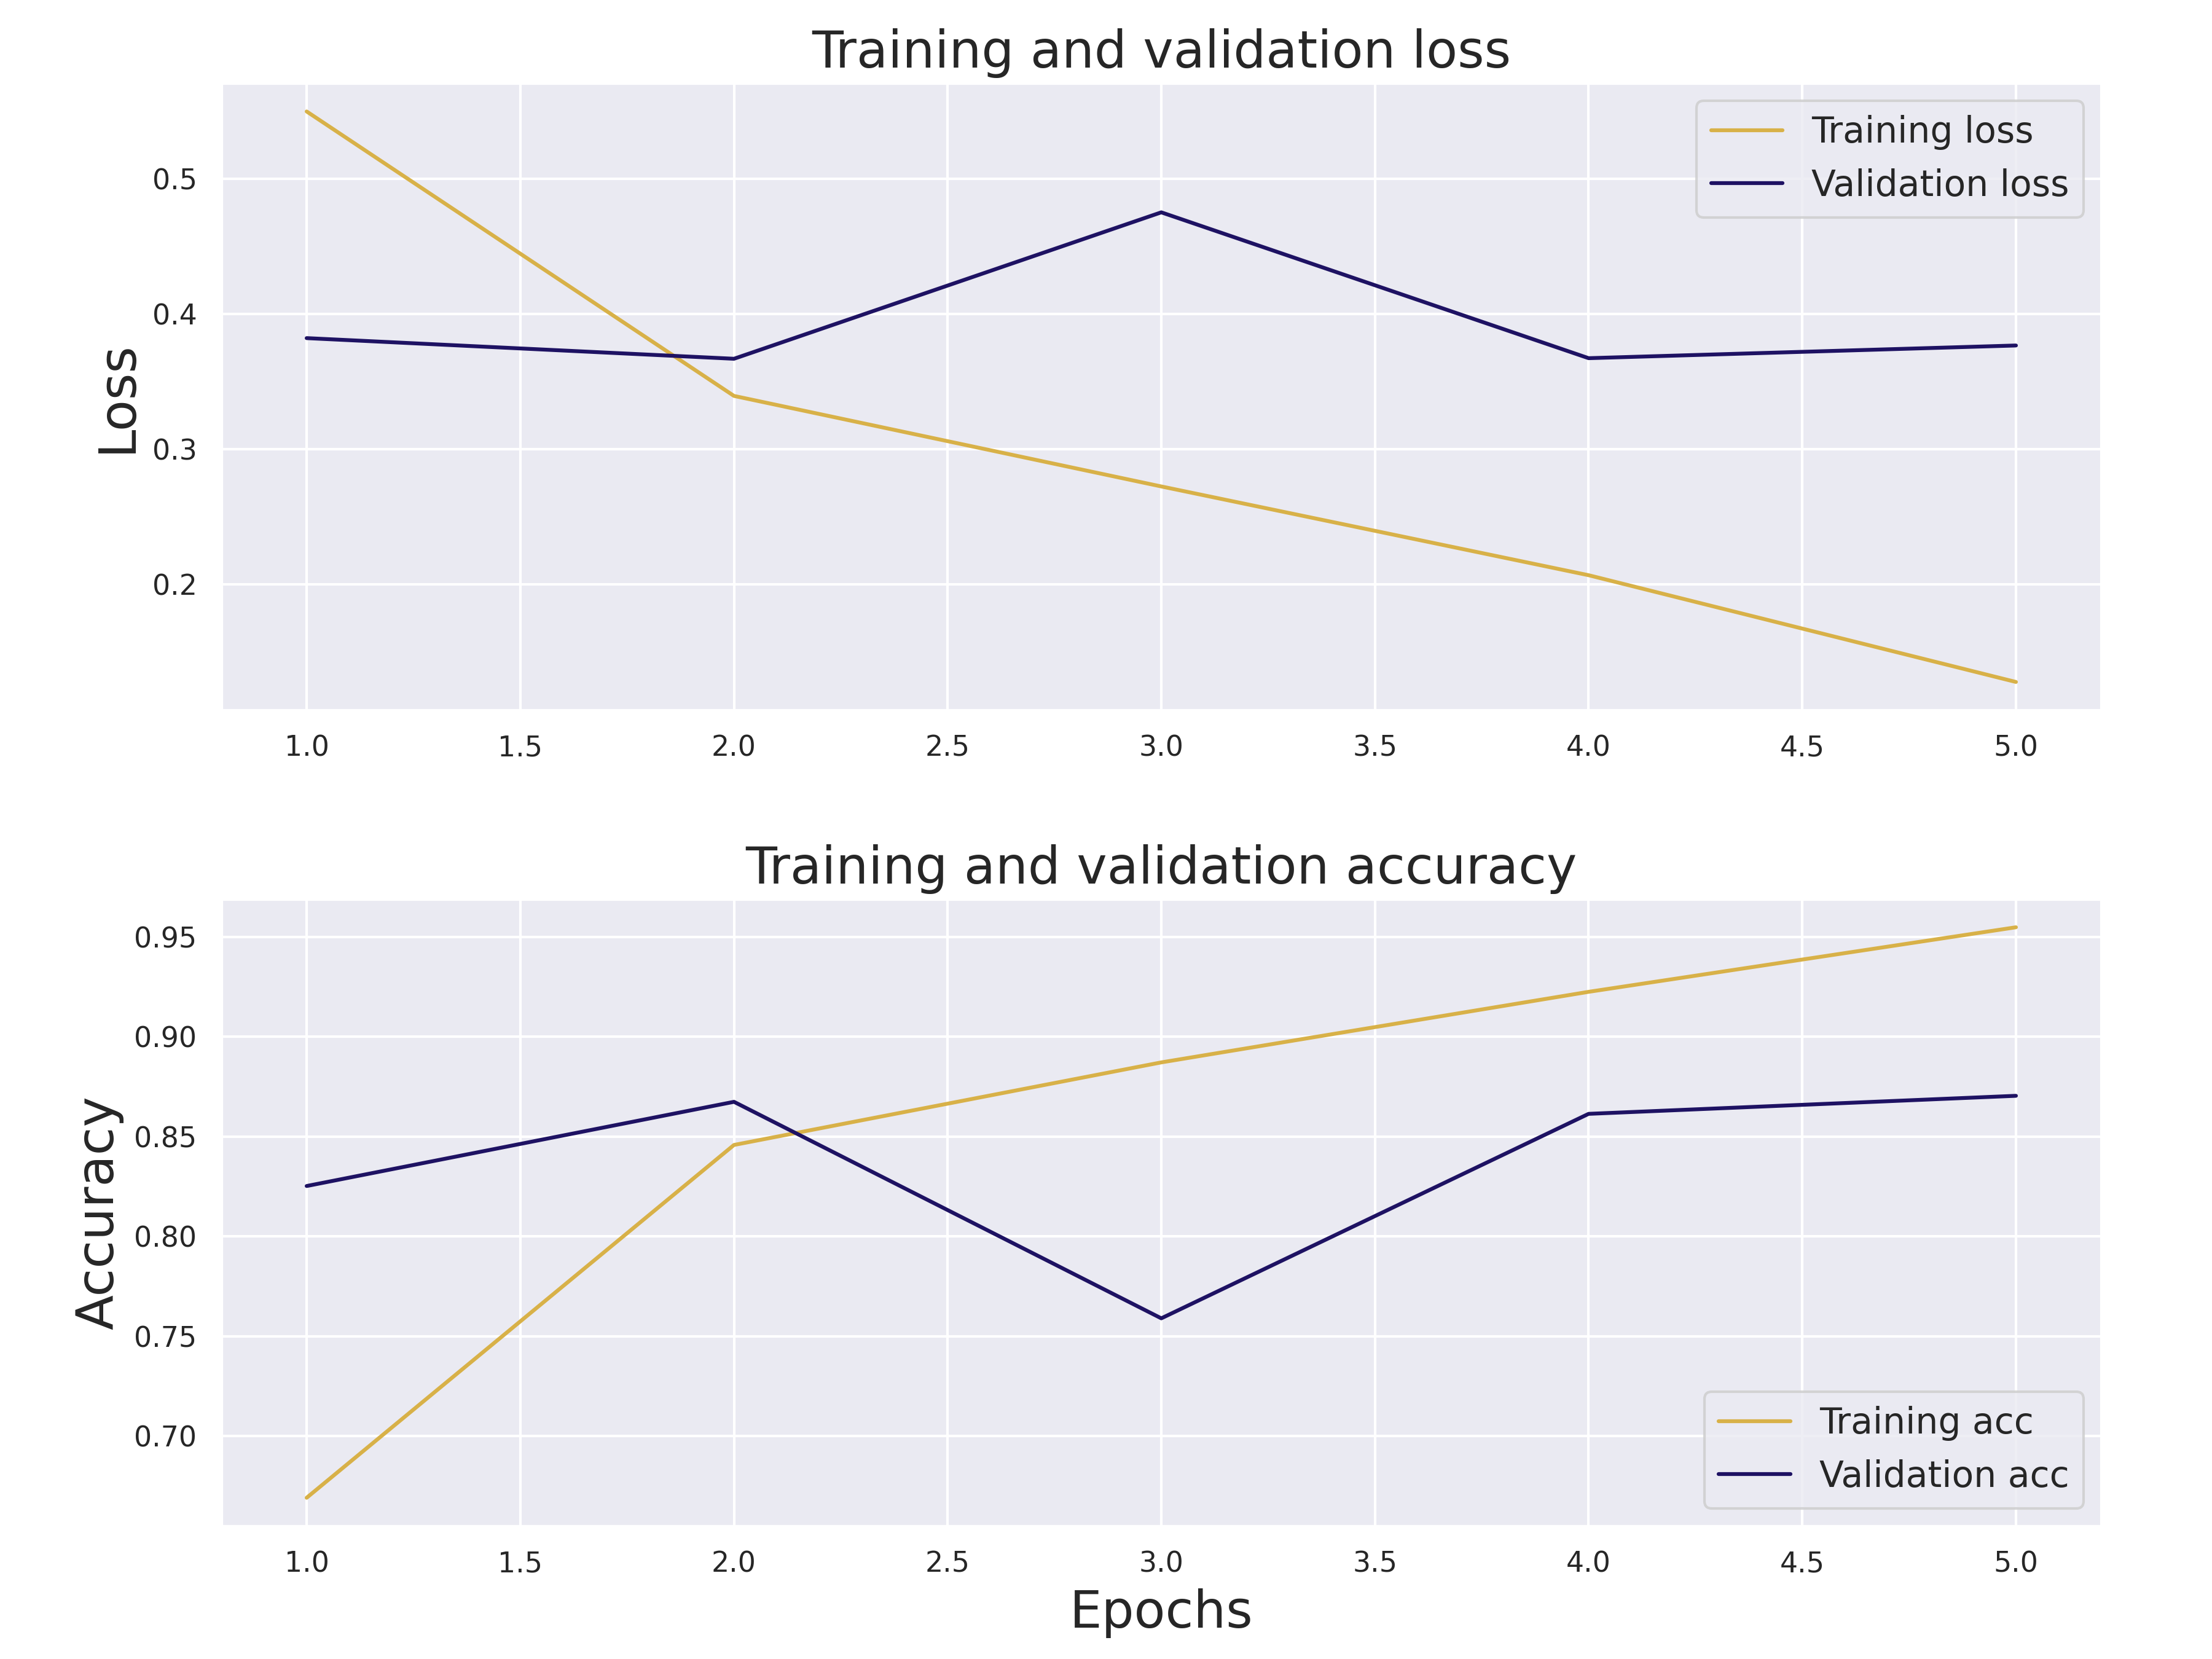 Training and validation loss
Training loss
Validation loss
Loss
0.5
0.4
0.3
0.2
1.0 1.5 2.0 2.5 3.0 3.5 4.0 4.5 5.0
Training and validation accuracy
Accuracy
0.95
0.90
0.85
0.80
0.75
0.70
Training acc
Validation acc
1.0 1.5 2.0 2.5 3.0 3.5 4.0 4.5 5.0
Epochs